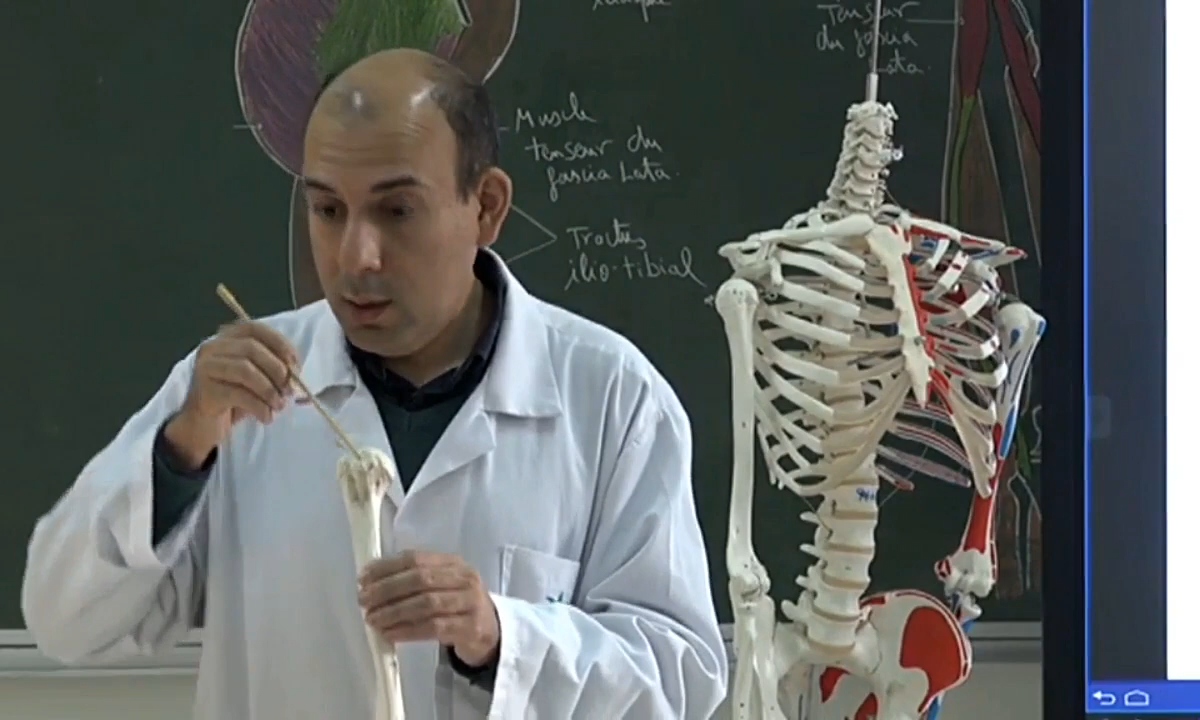 Muscle
tenseur du
fascia Lata.
Tractus
ilio-tibial
Tenseur
du fascia
Lata.